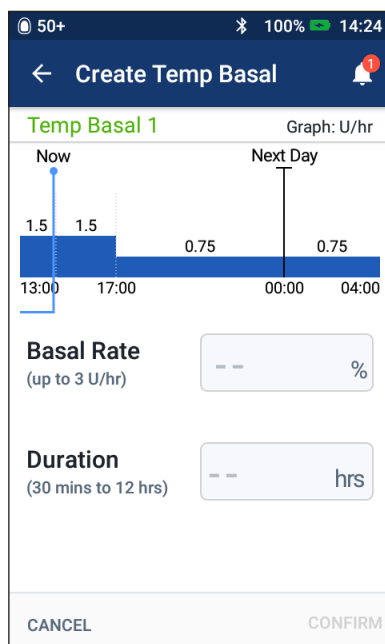 50+ 100% 14:24
Create Temp Basal 1
Temp Basal 1 Graph: U/hr
Now Next Day
1.5 1.5 0.75 0.75
13:00 17:00 00:00 04:00
Basal Rate
-- %
(up to 3 U/hr)
Duration
-- hrs
(30 mins to 12 hrs)
CANCEL CONFIRM